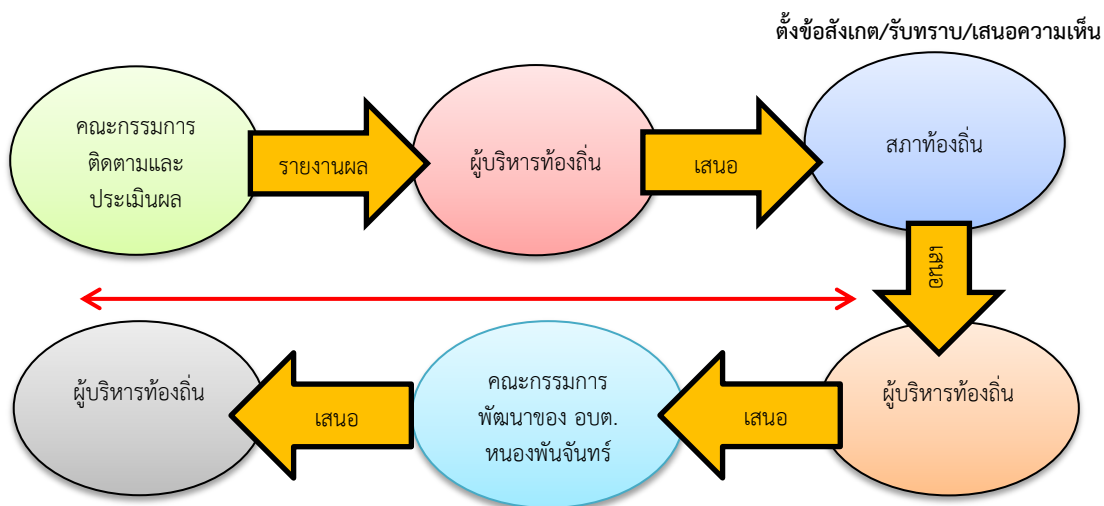 ตั้งข้อสังเกต/รับทราบ/เสนอความเห็น
คณะกรรมการ
ติดตามและ
ประเมินผล
รายงานผล
ผู้บริหารท้องถิ่น
เสนอ
สภาท้องถิ่น
เสนอ
ผู้บริหารท้องถิ่น
เสนอ
คณะกรรมการ
พัฒนาของ อบต.
หนองพันจันทร์
เสนอ
ผู้บริหารท้องถิ่น